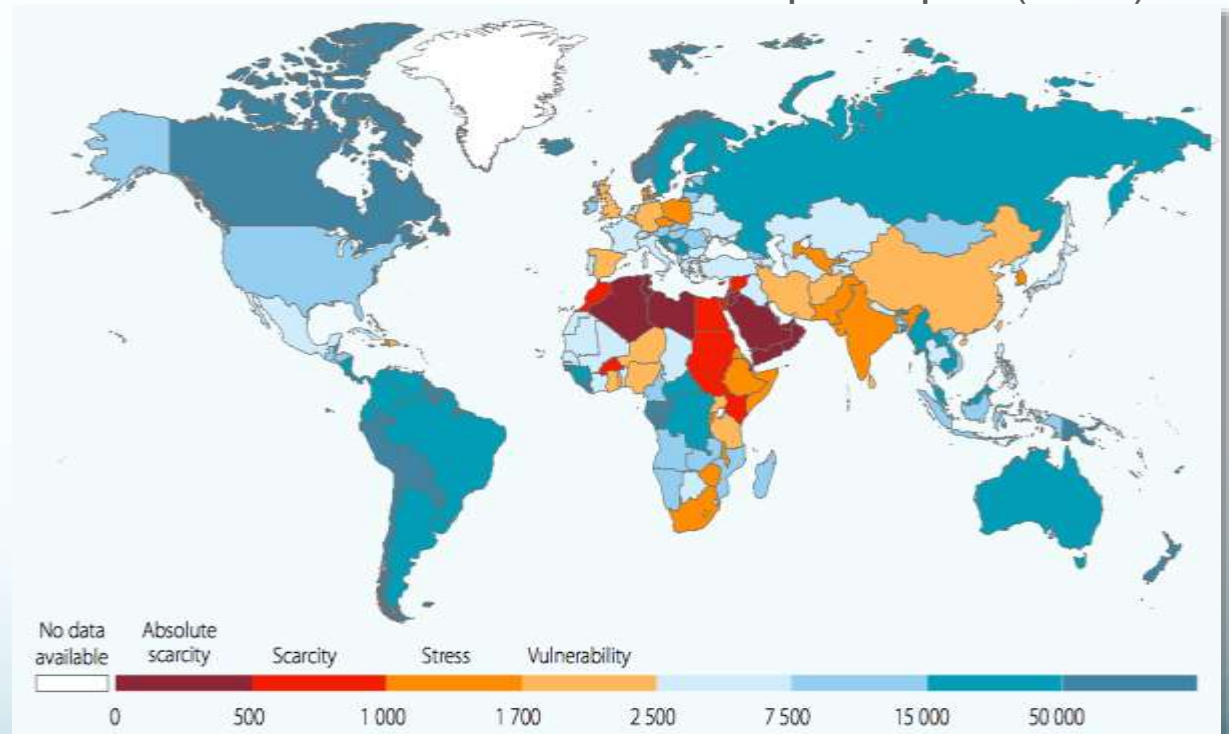 No data
available
Absolute
scarcity
Scarcity
Stress
Vulnerability
0
500
1 000
1 700
2 500
7 500
15 000
50 000